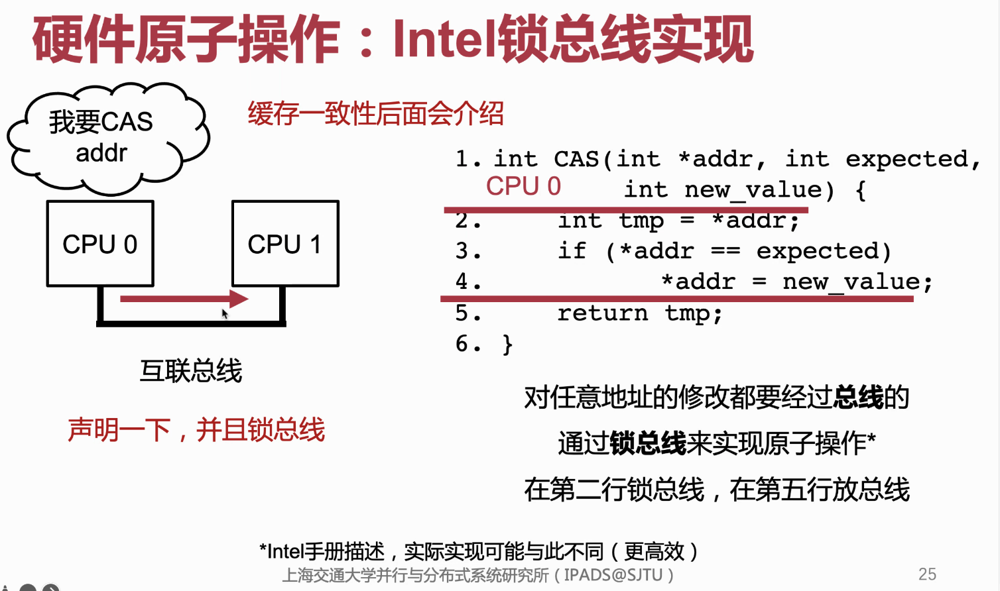 硬件原子操作：Intel锁总线实现
我要CAS
addr
缓存一致性后面会介绍
CPU 0
CPU 1
互联总线
声明一下，并且锁总线
1. int CAS(int *addr, int expected,
CPU 0
int new_value) {
2. int tmp = *addr;
3. if (*addr == expected)
4. *addr = new_value;
5. return tmp;
6. }
对任意地址的修改都要经过总线的
通过锁总线来实现原子操作*
在第二行锁总线，在第五行放总线
*Intel手册描述，实际实现可能与此不同（更高效）
上海交通大学并行与分布式系统研究所（IPADS@SJTU）
25